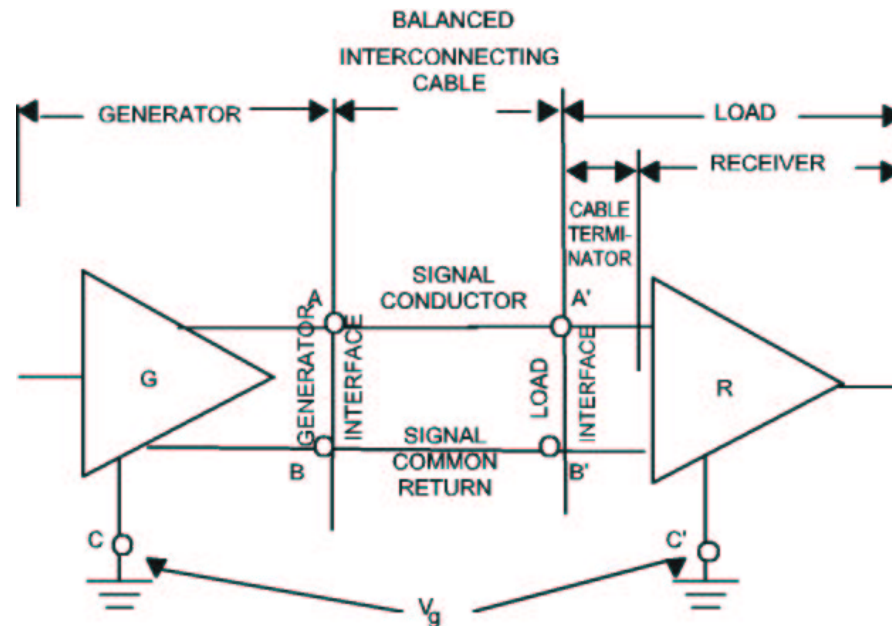 BALANCED
INTERCONNECTING
CABLE
GENERATOR
LOAD
RECEIVER
CABLE
TERMI-
NATOR
SIGNAL
CONDUCTOR
A
A'
GENERATOR
INTERFACE
LOAD
INTERFACE
G
R
B
SIGNAL
COMMON
RETURN
B'
C
C'
Vg